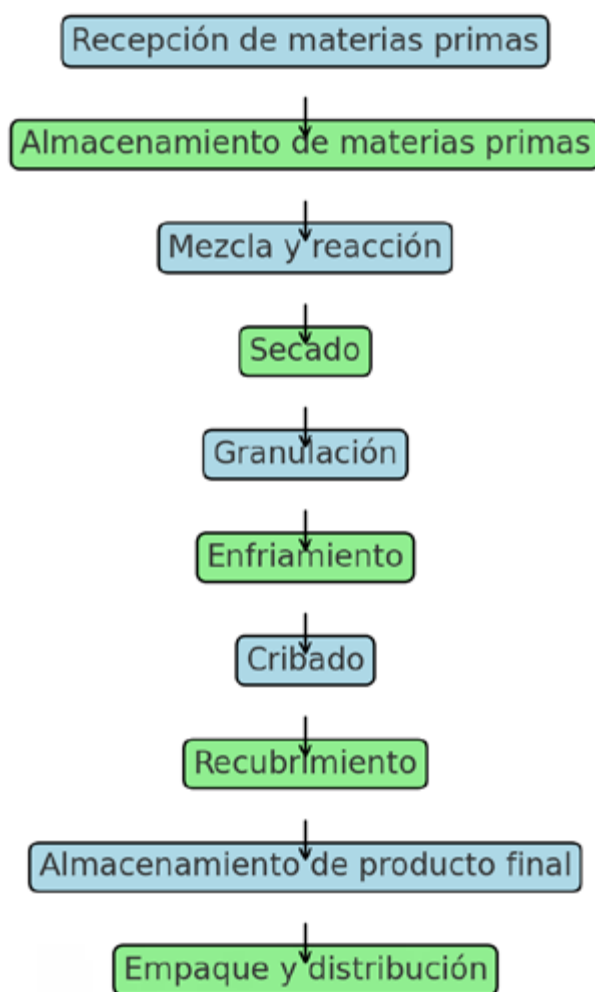 Recepción de materias primas
Almacenamiento de materias primas
Mezcla y reacción
Secado
Granulación
Enfriamiento
Cribado
Recubrimiento
Almacenamiento de producto final
Empaque y distribución